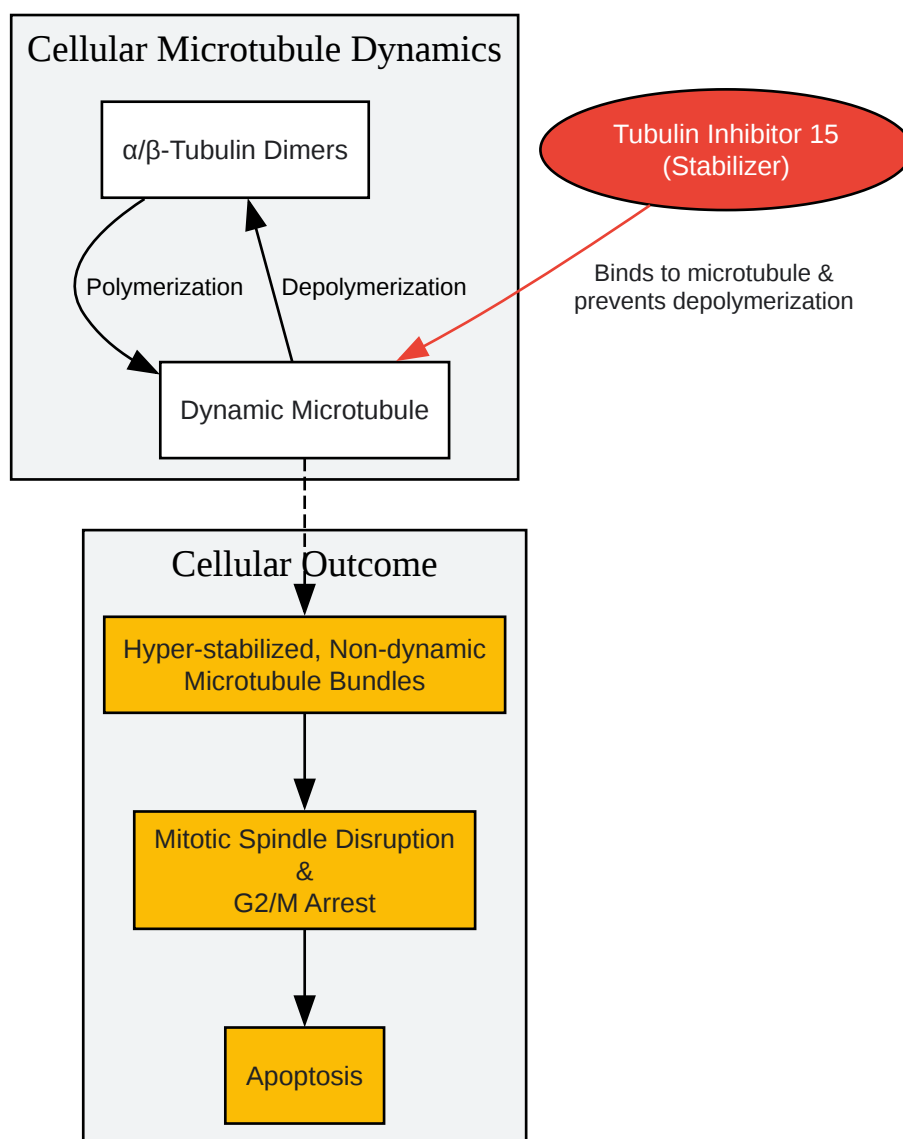 Cellular Microtubule Dynamics
α/β-Tubulin Dimers
Tubulin Inhibitor 15
(Stabilizer)
Polymerization
Depolymerization
Binds to microtubule &
prevents depolymerization
Dynamic Microtubule
Cellular Outcome
Hyper-stabilized, Non-dynamic
Microtubule Bundles
Mitotic Spindle Disruption
&
G2/M Arrest
Apoptosis